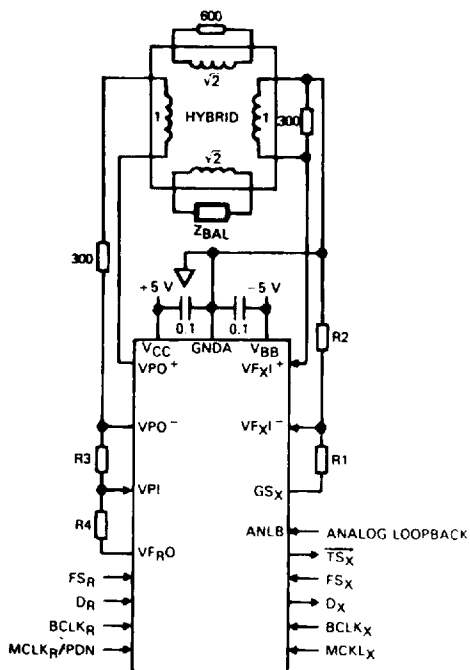 600
√2
1 HYBRID 1 300
√2
ZBAL
300
+5 V -5 V
0.1 0.1
VCC GNDA VBB
R2
VPO+ VFXI+
VPO- VFXI-
R3 R1
VPI
GSX
R4
ANLB ANALOG LOOPBACK
VFRO TSX
FSR FSX
DR DX
BCLKR BCLKX
MCLKR/PDN MCKLX